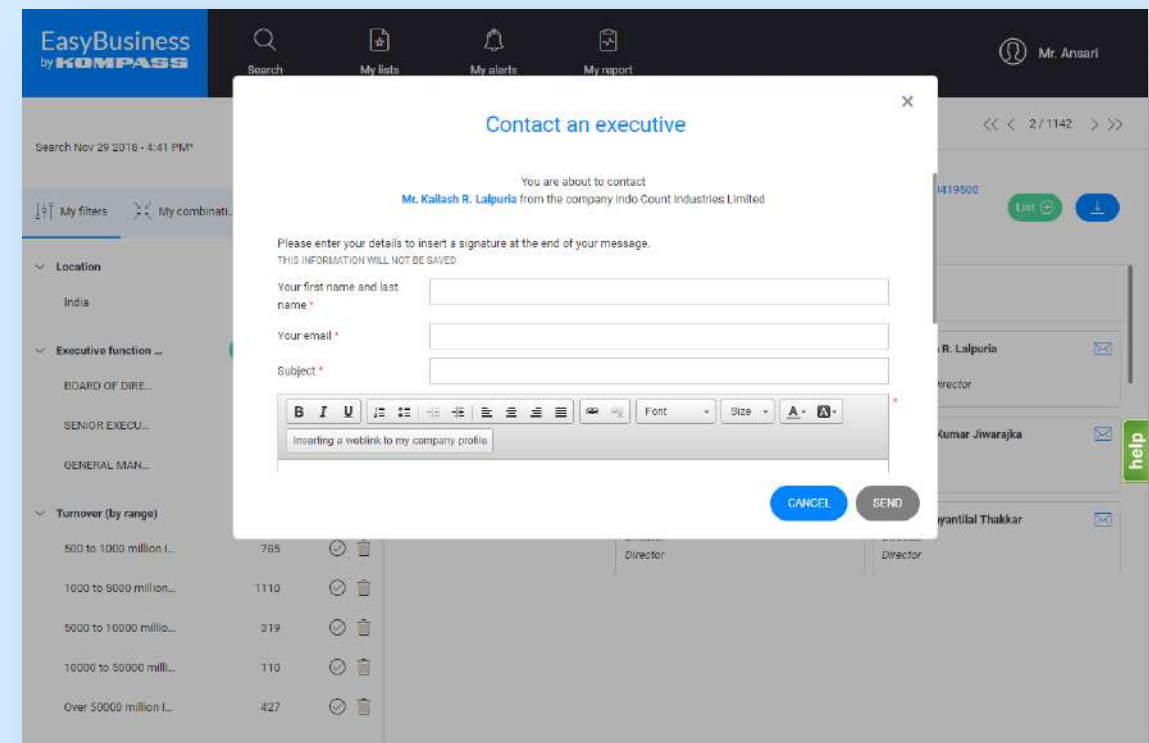 EasyBusiness
by KOMPASS
Search
My lists
My alerts
My report
Mr. Ansari
Search Nov 29 2018 - 4:41 PM*
<< < 2 / 1142 > >>
My filters
My combinati...
Location
India
Executive function ...
BOARD OF DIRE...
SENIOR EXECU...
GENERAL MAN...
Turnover (by range)
500 to 1000 million I... 785
1000 to 5000 million... 1110
5000 to 10000 millio... 319
10000 to 50000 milli... 110
Over 50000 million I... 427
×
Contact an executive
You are about to contact
Mr. Kailash R. Lalpuria from the company Indo Count Industries Limited
Please enter your details to insert a signature at the end of your message.
THIS INFORMATION WILL NOT BE SAVED
Your first name and last
name *
Your email *
Subject *
B I U Font Size A A
*
Inserting a weblink to my company profile
CANCEL SEND
419500
List
R. Lalpuria
irector
Kumar Jiwarajka
yantilal Thakkar
Director
Director
help